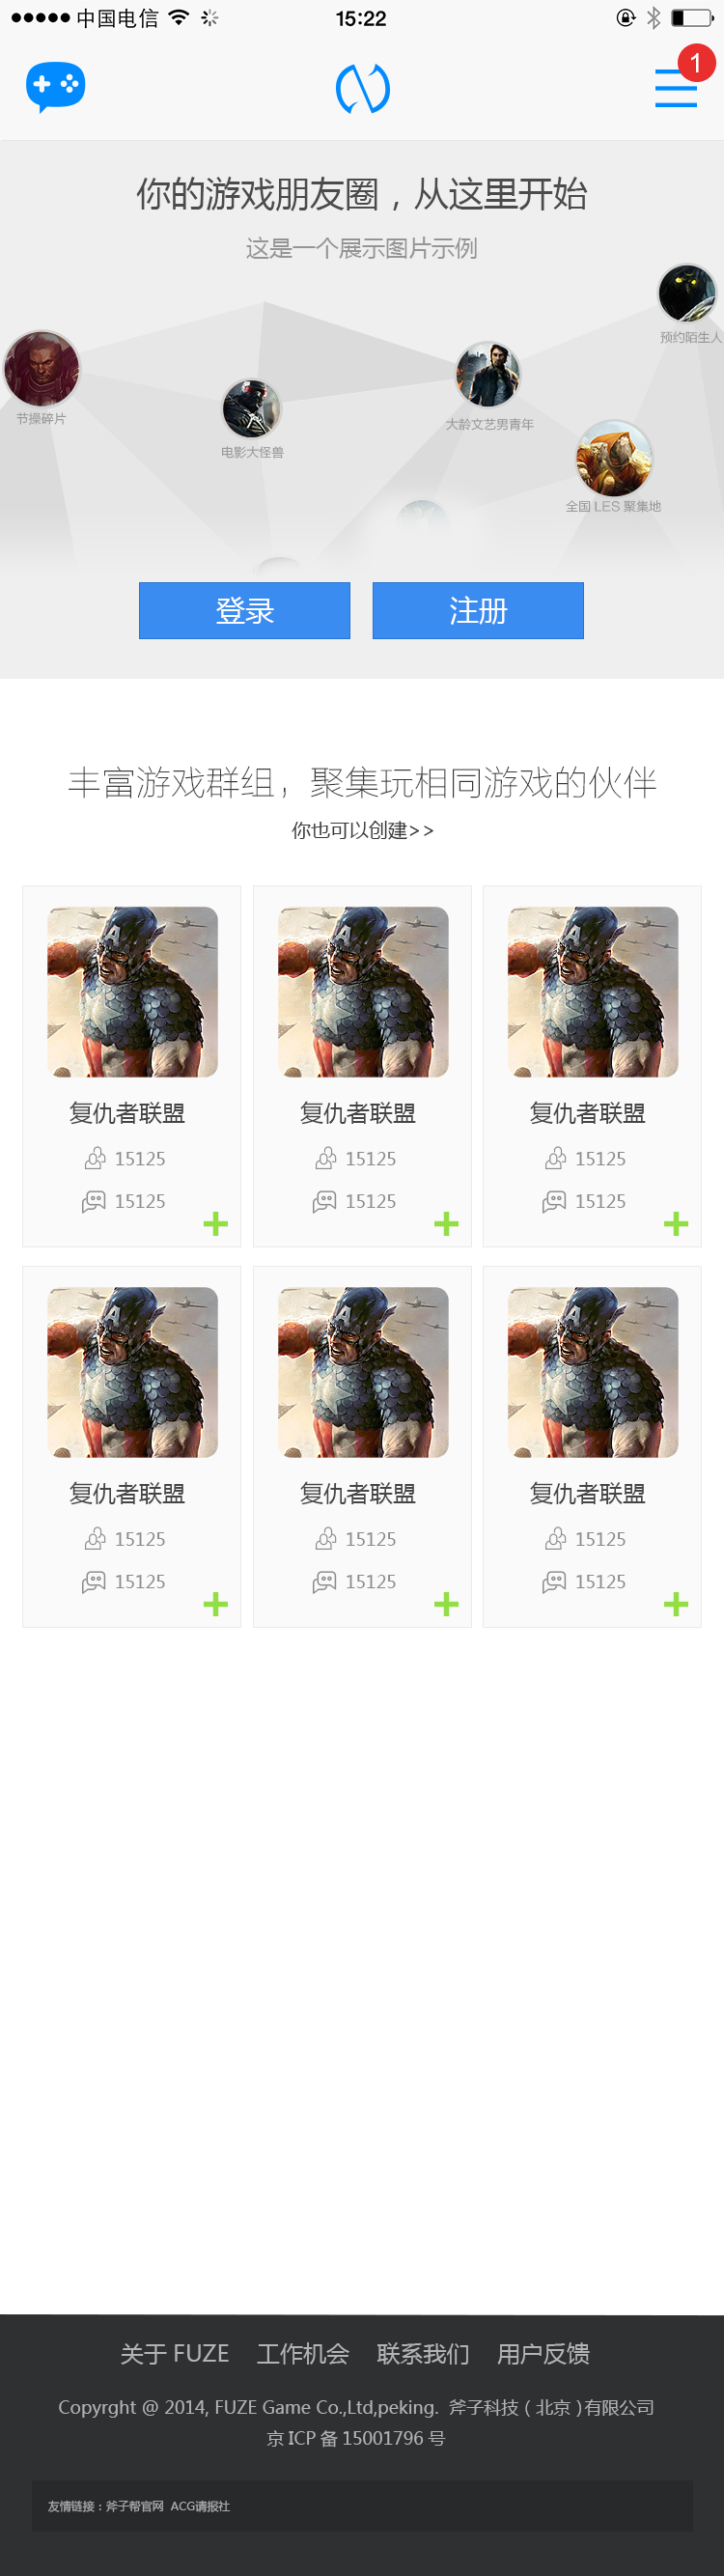 中国电信 15:22
1
你的游戏朋友圈，从这里开始
这是一个展示图片示例
预约陌生人
节操碎片
大龄文艺男青年
电影大怪兽
全国 LES 聚集地
登录 注册
丰富游戏群组，聚集玩相同游戏的伙伴
你也可以创建>>
A A A
复仇者联盟 复仇者联盟 复仇者联盟
15125 15125 15125
15125 15125 15125
A A A
复仇者联盟 复仇者联盟 复仇者联盟
15125 15125 15125
15125 15125 15125
关于 FUZE 工作机会 联系我们 用户反馈
Copyrght @ 2014, FUZE Game Co.,Ltd,peking. 斧子科技（北京）有限公司
京 ICP 备 15001796 号
友情链接：斧子帮官网 ACG请报社